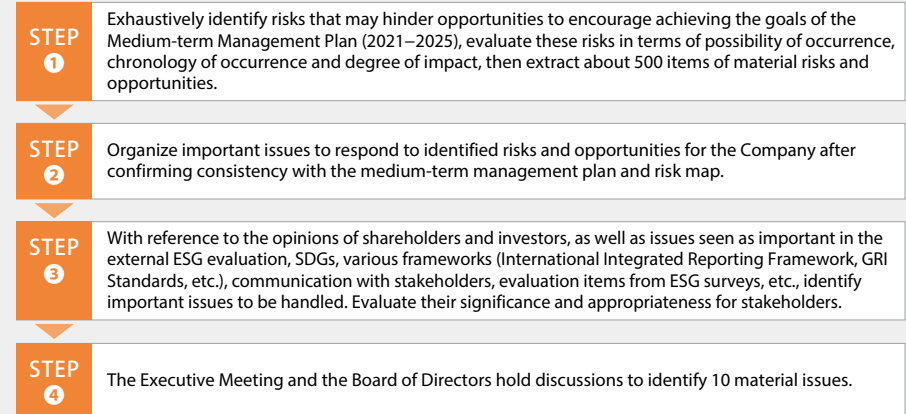 STEP
1
Exhaustively identify risks that may hinder opportunities to encourage achieving the goals of the
Medium-term Management Plan (2021–2025), evaluate these risks in terms of possibility of occurrence,
chronology of occurrence and degree of impact, then extract about 500 items of material risks and
opportunities.
STEP
2
Organize important issues to respond to identified risks and opportunities for the Company after
confirming consistency with the medium-term management plan and risk map.
STEP
3
With reference to the opinions of shareholders and investors, as well as issues seen as important in the
external ESG evaluation, SDGs, various frameworks (International Integrated Reporting Framework, GRI
Standards, etc.), communication with stakeholders, evaluation items from ESG surveys, etc., identify
important issues to be handled. Evaluate their significance and appropriateness for stakeholders.
STEP
4
The Executive Meeting and the Board of Directors hold discussions to identify 10 material issues.